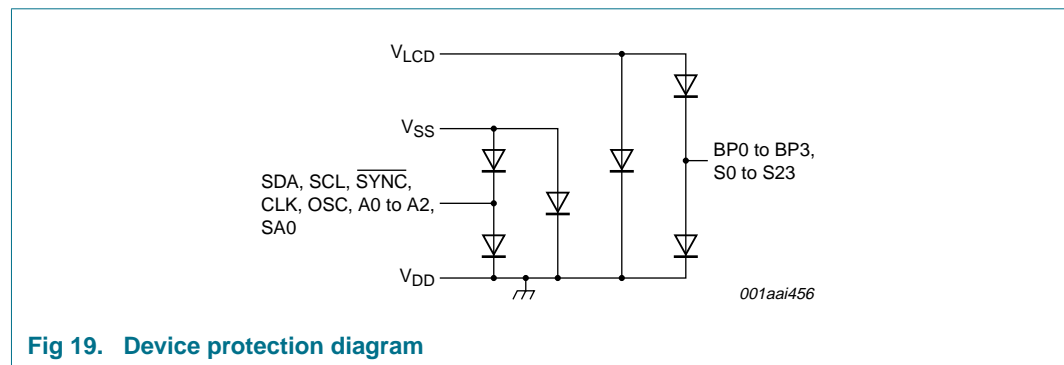 VLCD
VSS
SDA, SCL, SYNC,
CLK, OSC, A0 to A2,
SA0
BP0 to BP3,
S0 to S23
VDD
001aai456
Fig 19. Device protection diagram